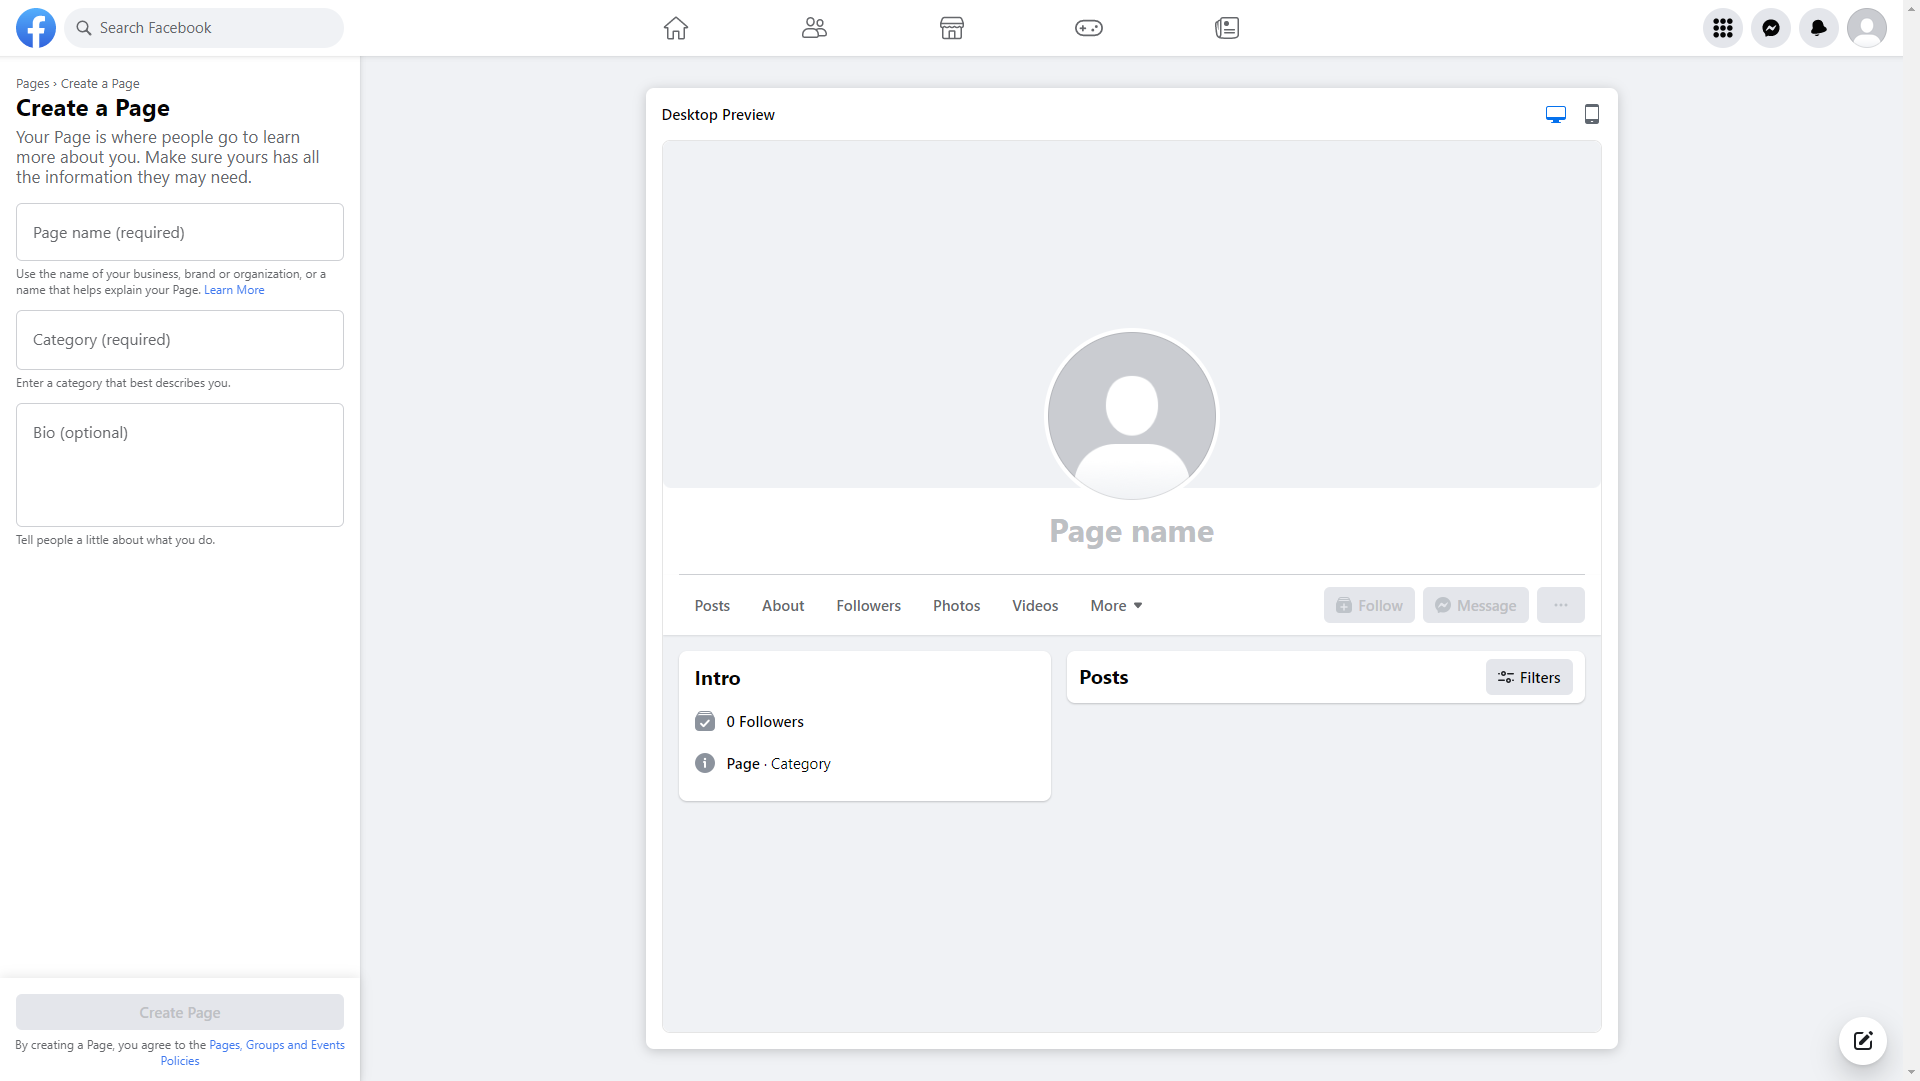 Search Facebook
Pages › Create a Page
Create a Page
Your Page is where people go to learn
more about you. Make sure yours has all
the information they may need.
Page name (required)
Use the name of your business, brand or organization, or a
name that helps explain your Page. Learn More
Category (required)
Enter a category that best describes you.
Bio (optional)
Tell people a little about what you do.
Create Page
By creating a Page, you agree to the Pages, Groups and Events
Policies
Desktop Preview
Page name
Posts About Followers Photos Videos More Follow Message
Intro
0 Followers
Page · Category
Posts
Filters